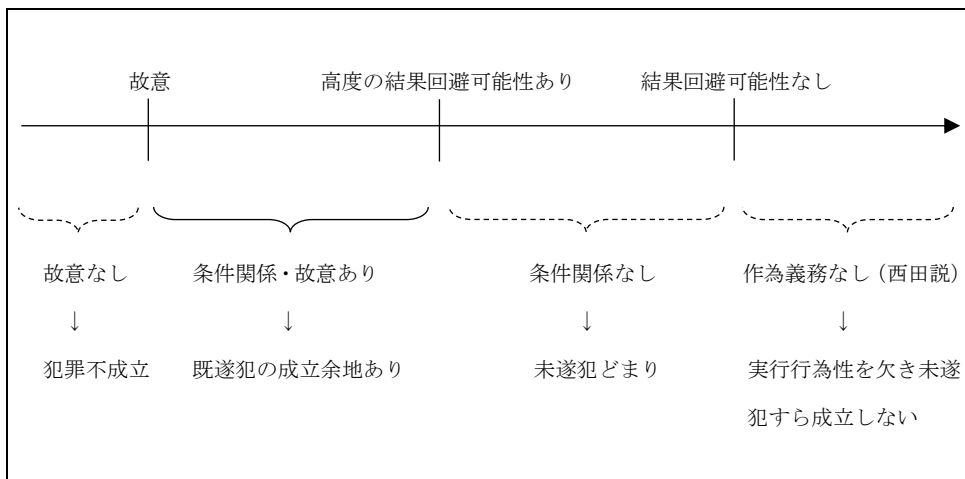 故意 高度の結果回避可能性あり 結果回避可能性なし
故意なし 条件関係・故意あり 条件関係なし 作為義務なし（西田説）
↓ ↓ ↓ ↓
犯罪不成立 既遂犯の成立余地あり 未遂犯どまり 実行行為性を欠き未遂
犯すら成立しない